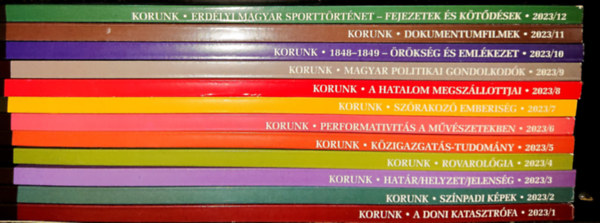 KORUNK • ERDÉLYI MAGYAR SPORTTÖRTÉNET – FEJEZETEK ÉS KÖTŐDÉSEK • 2023/12
KORUNK • DOKUMENTUMFILMEK • 2023/11
KORUNK • 1848–1849 – ÖRÖKSÉG ÉS EMLÉKEZET • 2023/10
KORUNK • MAGYAR POLITIKAI GONDOLKODÓK • 2023/9
KORUNK • A HATALOM MEGSZÁLLOTTJAI • 2023/8
KORUNK • SZÓRAKOZÓ EMBERISÉG • 2023/7
KORUNK • PERFORMATIVITÁS A MŰVÉSZETEKBEN • 2023/6
KORUNK • KÖZIGAZGATÁS-TUDOMÁNY • 2023/5
KORUNK • ROVAROLÓGIA • 2023/4
KORUNK • HATÁR/HELYZET/JELENSÉG • 2023/3
KORUNK • SZÍNPADI KÉPEK • 2023/2
KORUNK • A DONI KATASZTRÓFA • 2023/1